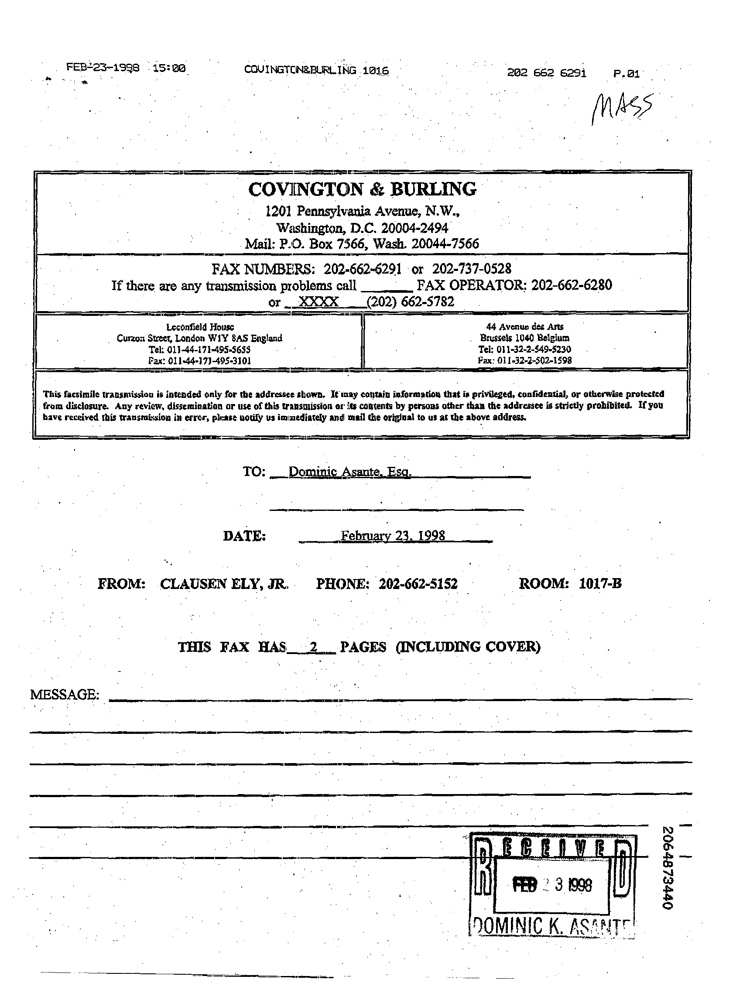 FEB-23-1998 15:00 COVINGTON&BURLING 1016 202 662 6291 P.01
MASS
COVINGTON & BURLING
1201 Pennsylvania Avenue, N.W.,
Washington, D.C. 20004-2494
Mail: P.O. Box 7566, Wash. 20044-7566
FAX NUMBERS: 202-662-6291 or 202-737-0528
If there are any transmission problems call ______ FAX OPERATOR: 202-662-6280
or __XXXX__ (202) 662-5782
Leconfield House
Curzon Street, London W1Y 8AS England
Tel: 011-44-171-495-5655
Fax: 011-44-171-495-3101
44 Avenue des Arts
Brussels 1040 Belgium
Tel: 011-32-2-549-5230
Fax: 011-32-2-502-1598
This facsimile transmission is intended only for the addressee shown. It may contain information that is privileged, confidential, or otherwise protected
from disclosure. Any review, dissemination or use of this transmission or its contents by persons other than the addressee is strictly prohibited. If you
have received this transmission in error, please notify us immediately and mail the original to us at the above address.
TO: Dominic Asante, Esq.
DATE: February 23, 1998
FROM: CLAUSEN ELY, JR. PHONE: 202-662-5152 ROOM: 1017-B
THIS FAX HAS 2 PAGES (INCLUDING COVER)
MESSAGE:
RECEIVED
FEB 23 1998
DOMINIC K. ASANTE
2064873440